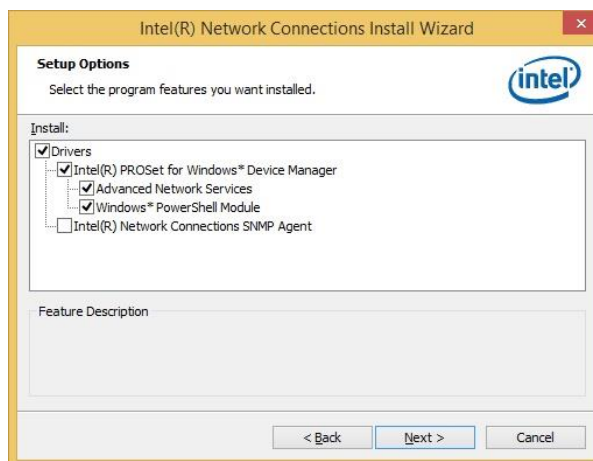 Intel(R) Network Connections Install Wizard
Setup Options
Select the program features you want installed.
intel
Install:
Drivers
Intel(R) PROSet for Windows* Device Manager
Advanced Network Services
Windows* PowerShell Module
Intel(R) Network Connections SNMP Agent
Feature Description
< Back
Next >
Cancel